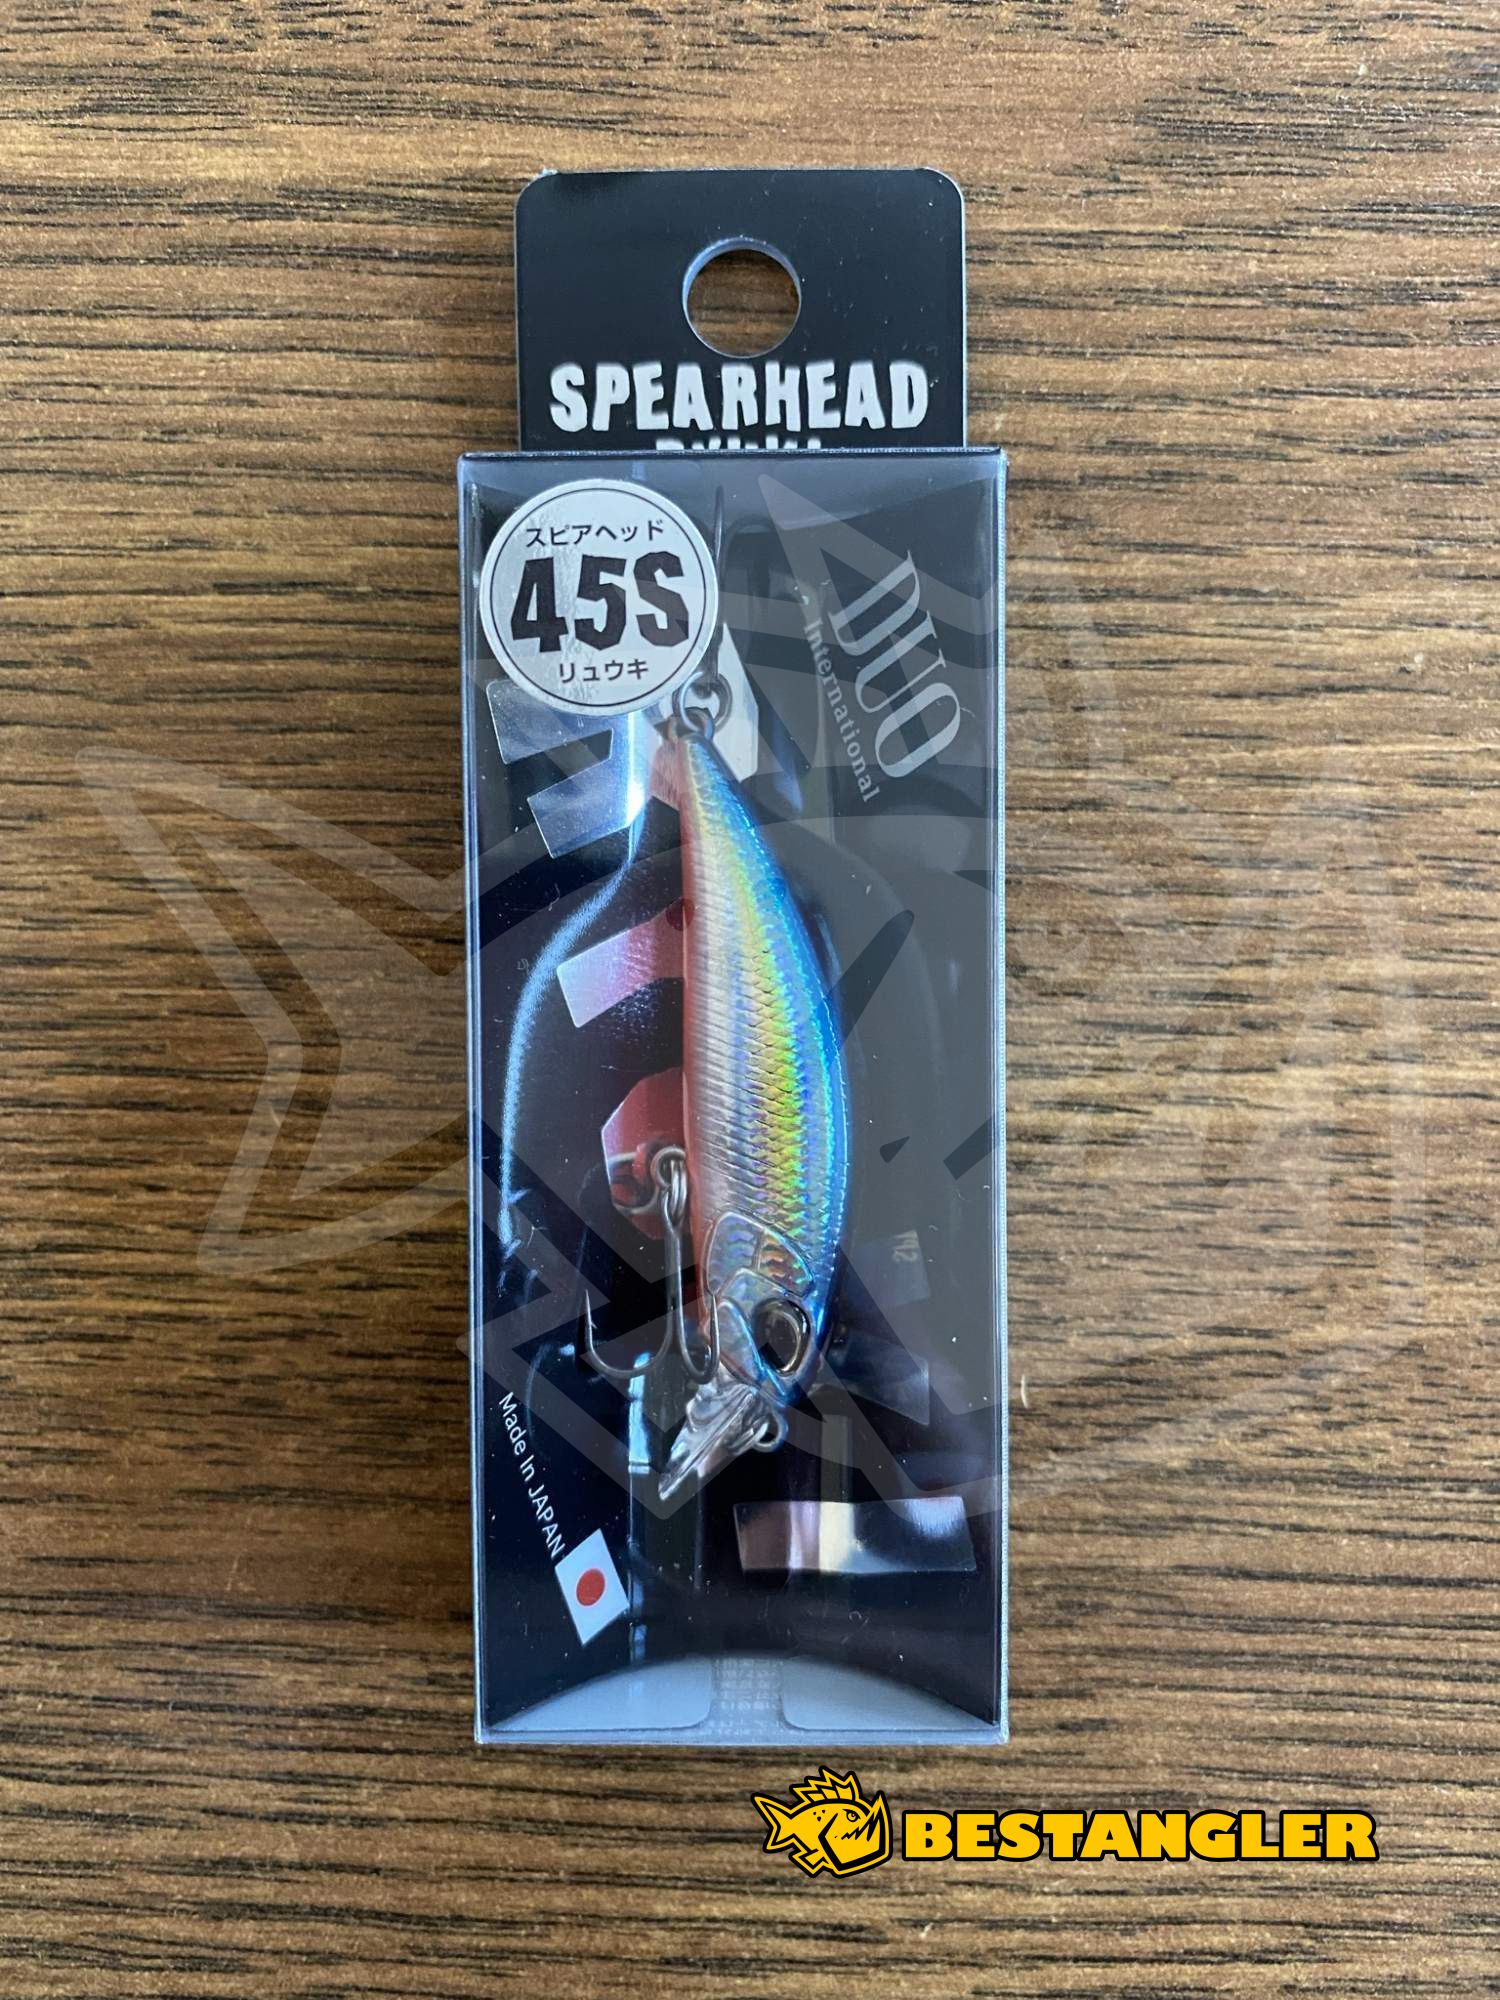 SPEARHEAD
スピアヘッド
45S
リュウキ
DUO
International
Made In JAPAN
BESTANGLER